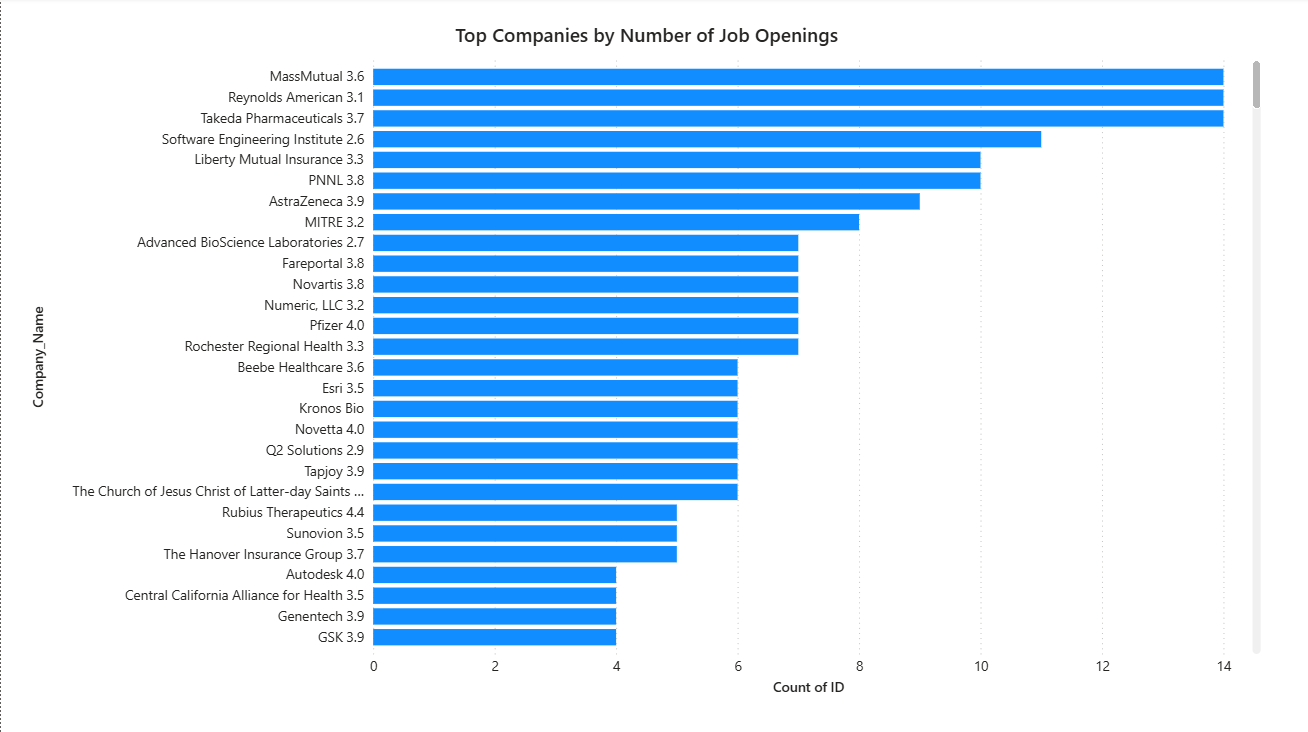 Top Companies by Number of Job Openings
Company_Name
MassMutual 3.6
Reynolds American 3.1
Takeda Pharmaceuticals 3.7
Software Engineering Institute 2.6
Liberty Mutual Insurance 3.3
PNNL 3.8
AstraZeneca 3.9
MITRE 3.2
Advanced BioScience Laboratories 2.7
Fareportal 3.8
Novartis 3.8
Numeric, LLC 3.2
Pfizer 4.0
Rochester Regional Health 3.3
Beebe Healthcare 3.6
Esri 3.5
Kronos Bio
Novetta 4.0
Q2 Solutions 2.9
Tapjoy 3.9
The Church of Jesus Christ of Latter-day Saints ...
Rubius Therapeutics 4.4
Sunovion 3.5
The Hanover Insurance Group 3.7
Autodesk 4.0
Central California Alliance for Health 3.5
Genentech 3.9
GSK 3.9
0 2 4 6 8 10 12 14
Count of ID